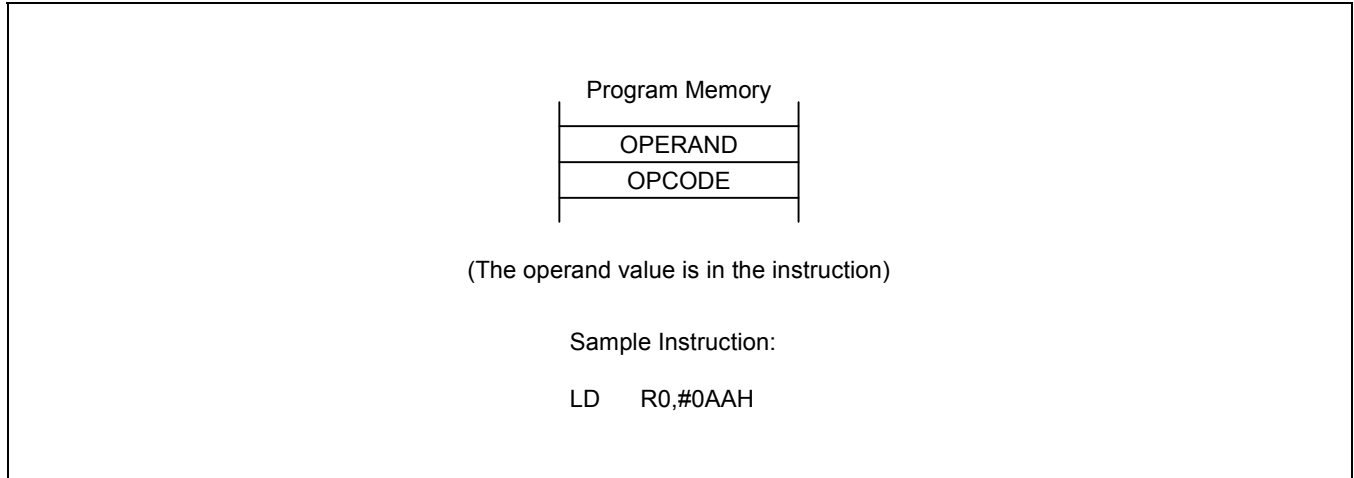 Program Memory
OPERAND
OPCODE
(The operand value is in the instruction)
Sample Instruction:
LD R0,#0AAH